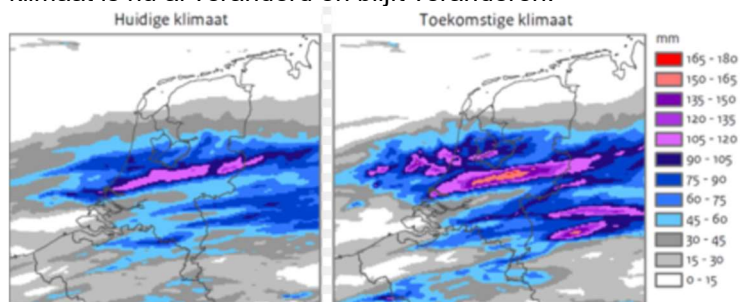 Huidige klimaat
Toekomstige klimaat
mm
165 - 180
150 - 165
135 - 150
120 - 135
105 - 120
90 - 105
75 - 90
60 - 75
45 - 60
30 - 45
15 - 30
0 - 15